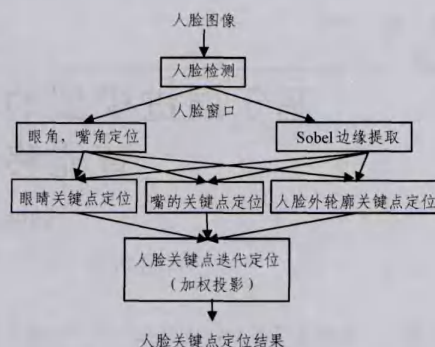 人脸图像
人脸检测
人脸窗口
眼角，嘴角定位
Sobel边缘提取
眼睛关键点定位
嘴的关键点定位
人脸外轮廓关键点定位
人脸关键点迭代定位
（加权投影）
人脸关键点定位结果